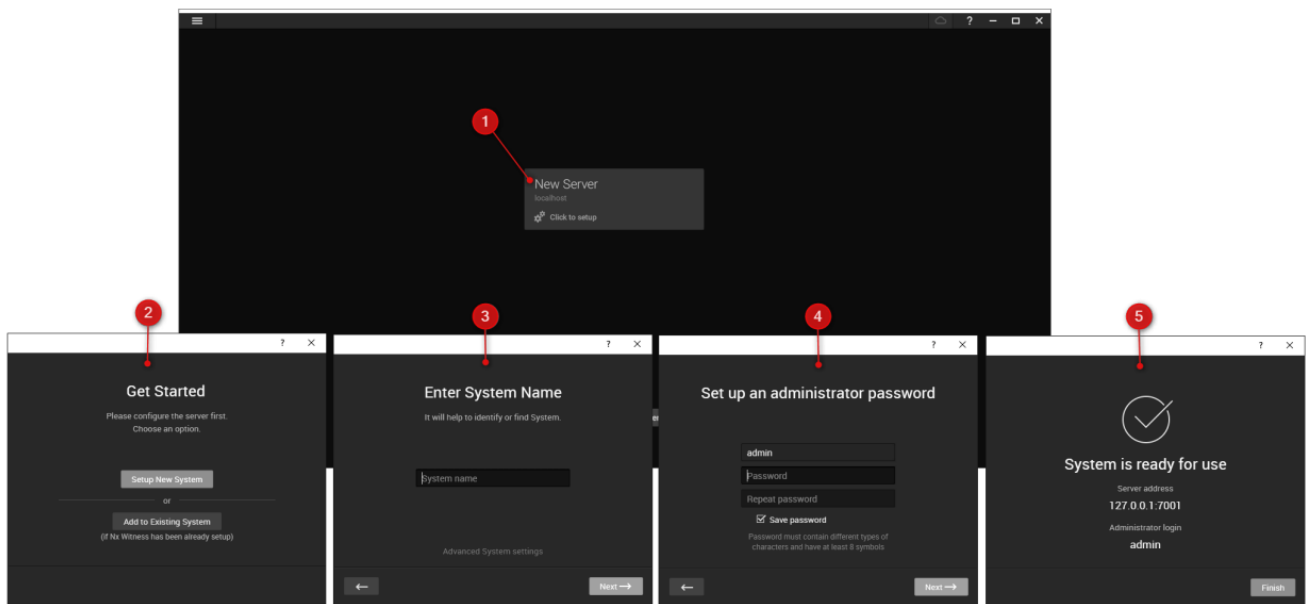 ?
1
New Server
localhost
Click to setup
2
?
Get Started
Please configure the server first.
Choose an option.
Setup New System
or
Add to Existing System
(if Nx Witness has been already setup)
3
?
Enter System Name
It will help to identify or find System.
System name
Advanced System settings
Next
4
?
Set up an administrator password
admin
Password
Repeat password
Save password
Password must contain different types of
characters and have at least 8 symbols
Next
5
?
System is ready for use
Server address
127.0.0.1:7001
Administrator login
admin
Finish